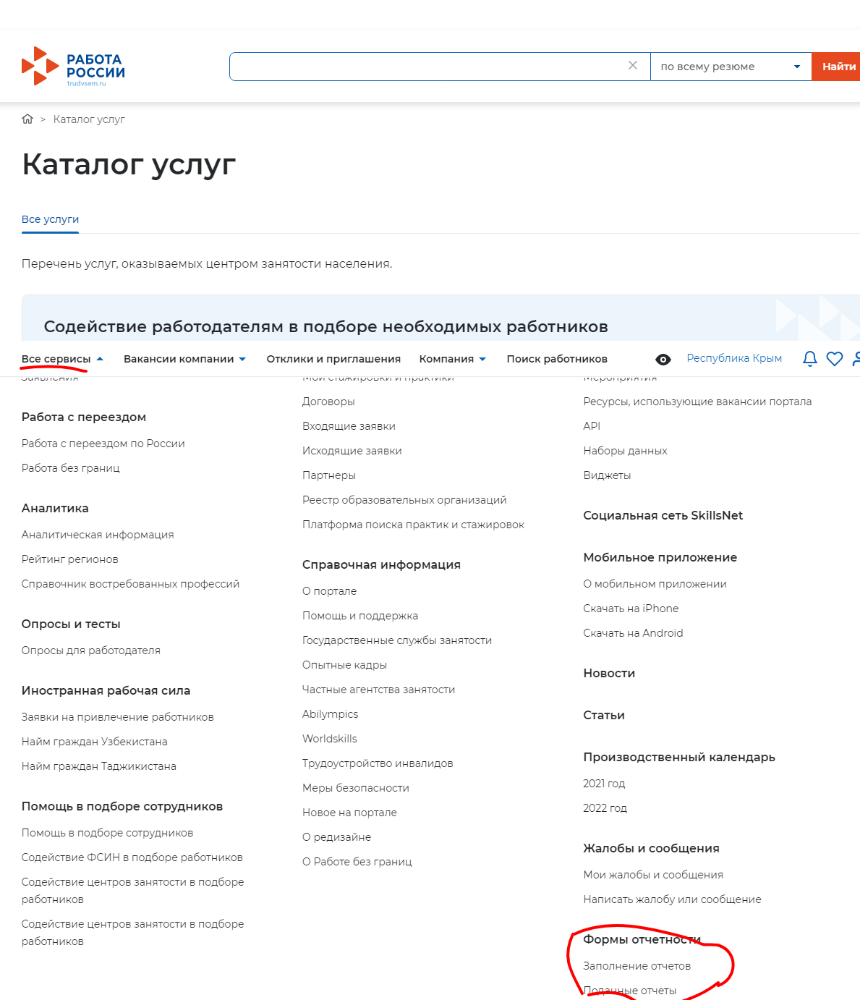 РАБОТА
РОССИИ
trudvsem.ru
по всему резюме
Найти
> Каталог услуг
Каталог услуг
Все услуги
Перечень услуг, оказываемых центром занятости населения.
Содействие работодателям в подборе необходимых работников
Все сервисы Вакансии компании Отклики и приглашения Компания Поиск работников Республика Крым
Заявления
Работа с переездом
Работа с переездом по России
Работа без границ
Аналитика
Аналитическая информация
Рейтинг регионов
Справочник востребованных профессий
Опросы и тесты
Опросы для работодателя
Иностранная рабочая сила
Заявки на привлечение работников
Найм граждан Узбекистана
Найм граждан Таджикистана
Помощь в подборе сотрудников
Помощь в подборе сотрудников
Содействие ФСИН в подборе работников
Содействие центров занятости в подборе
работников
Содействие центров занятости в подборе
работников
Мои стажировки и практики
Договоры
Входящие заявки
Исходящие заявки
Партнеры
Реестр образовательных организаций
Платформа поиска практик и стажировок
Справочная информация
О портале
Помощь и поддержка
Государственные службы занятости
Опытные кадры
Частные агентства занятости
Abilympics
Worldskills
Трудоустройство инвалидов
Меры безопасности
Новое на портале
О редизайне
О Работе без границ
Мероприятия
Ресурсы, использующие вакансии портала
API
Наборы данных
Виджеты
Социальная сеть SkillsNet
Мобильное приложение
О мобильном приложении
Скачать на iPhone
Скачать на Android
Новости
Статьи
Производственный календарь
2021 год
2022 год
Жалобы и сообщения
Мои жалобы и сообщения
Написать жалобу или сообщение
Формы отчетности
Заполнение отчетов
Поданные отчеты